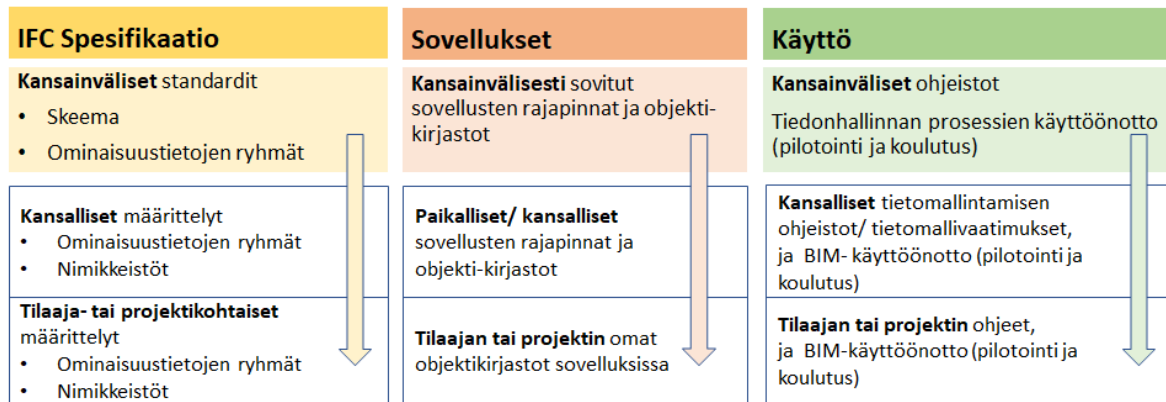 IFC Spesifikaatio
Kansainväliset standardit
• Skeema
• Ominaisuustietojen ryhmät
Kansalliset määrittelyt
• Ominaisuustietojen ryhmät
• Nimikkeistöt
Tilaaja- tai projektikohtaiset
määrittelyt
• Ominaisuustietojen ryhmät
• Nimikkeistöt
Sovellukset
Kansainvälisesti sovitut
sovellusten rajapinnat ja objekti-
kirjastot
Paikalliset/ kansalliset
sovellusten rajapinnat ja
objekti-kirjastot
Tilaajan tai projektin omat
objektikirjastot sovelluksissa
Käyttö
Kansainväliset ohjeistot
Tiedonhallinnan prosessien käyttöönotto
(pilotointi ja koulutus)
Kansalliset tietomallintamisen
ohjeistot/ tietomallivaatimukset,
ja BIM- käyttöönotto (pilotointi ja
koulutus)
Tilaajan tai projektin ohjeet,
ja BIM-käyttöönotto (pilotointi ja
koulutus)